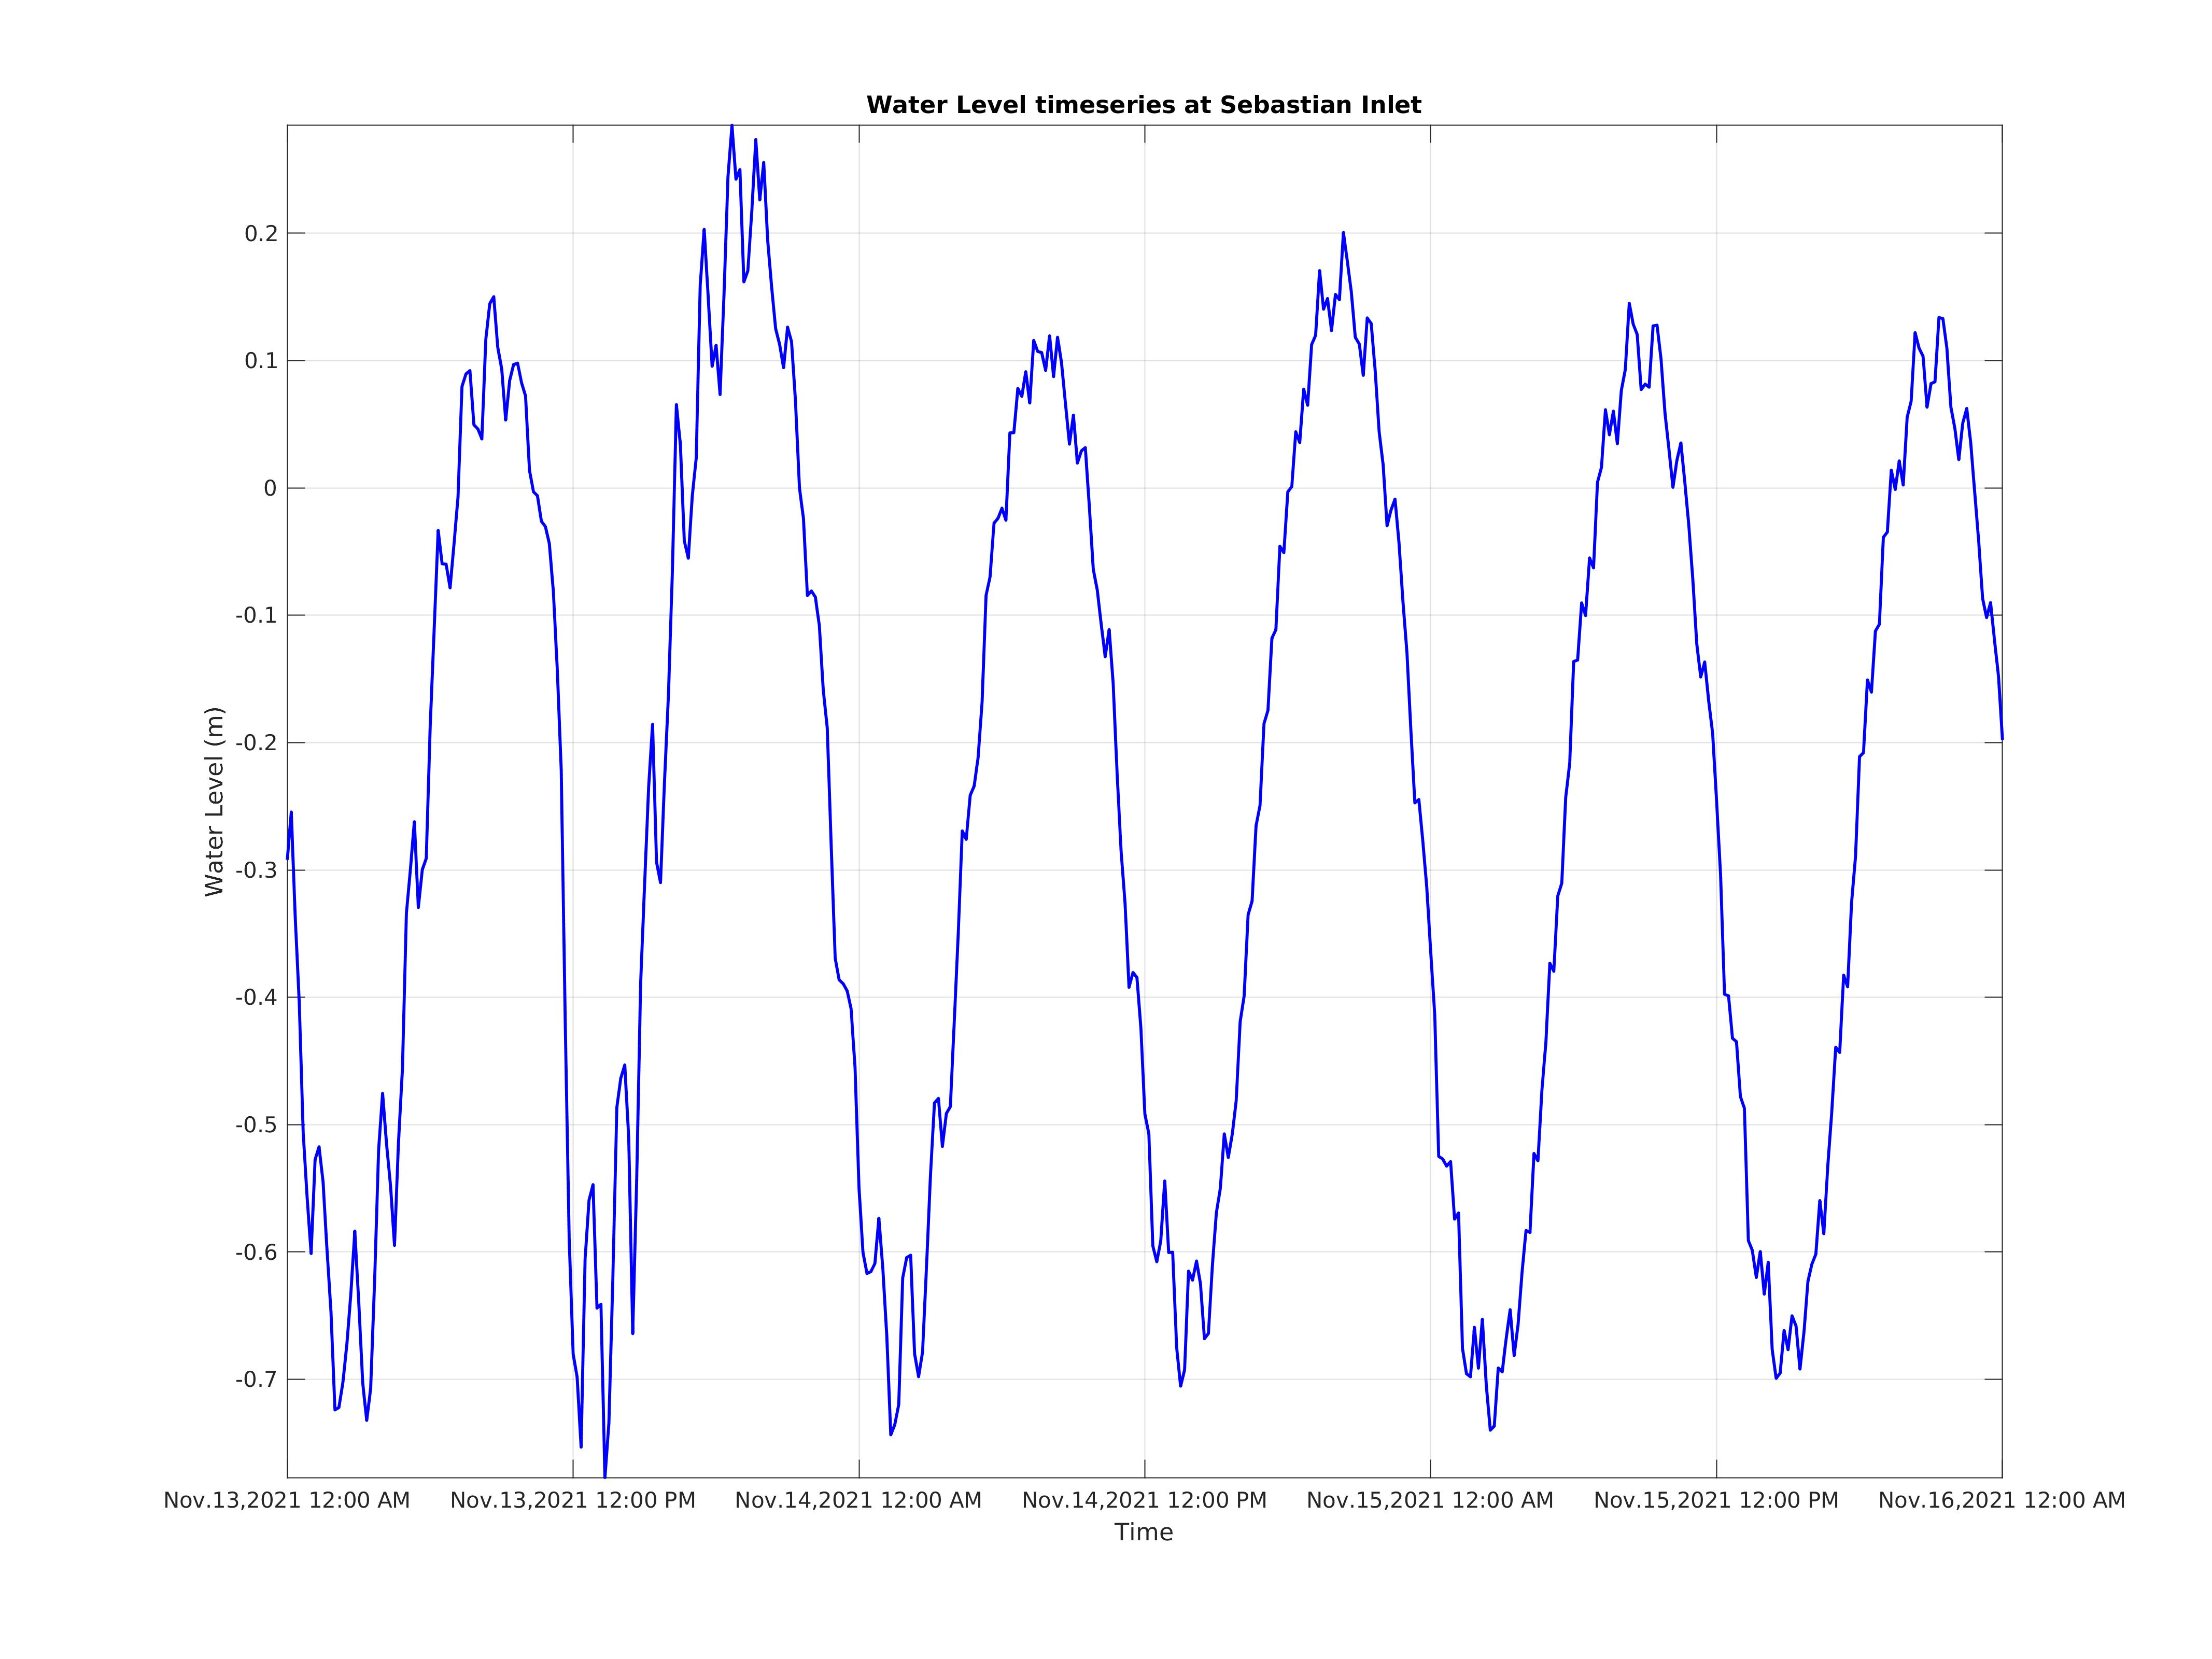 Water Level timeseries at Sebastian Inlet
0.2
0.1
0
-0.1
-0.2
-0.3
-0.4
-0.5
-0.6
-0.7
Water Level (m)
Nov.13,2021 12:00 AM Nov.13,2021 12:00 PM Nov.14,2021 12:00 AM Nov.14,2021 12:00 PM Nov.15,2021 12:00 AM Nov.15,2021 12:00 PM Nov.16,2021 12:00 AM
Time